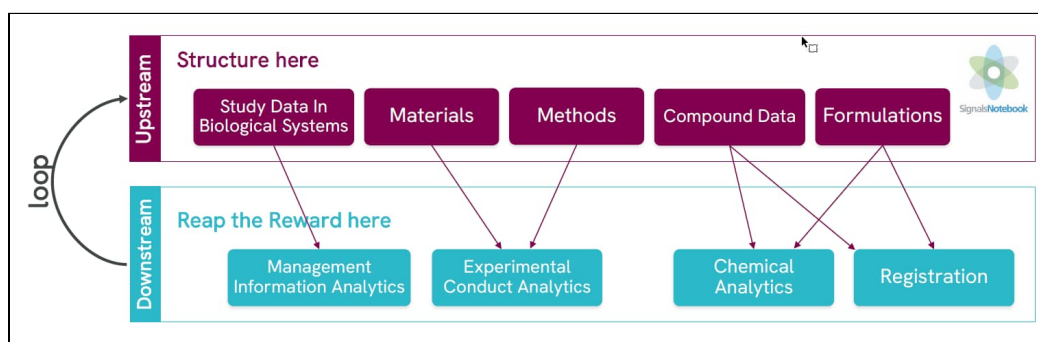 Upstream
Structure here
Study Data In
Biological Systems
Materials
Methods
Compound Data
Formulations
SignalsNotebook
loop
Downstream
Reap the Reward here
Management
Information Analytics
Experimental
Conduct Analytics
Chemical
Analytics
Registration